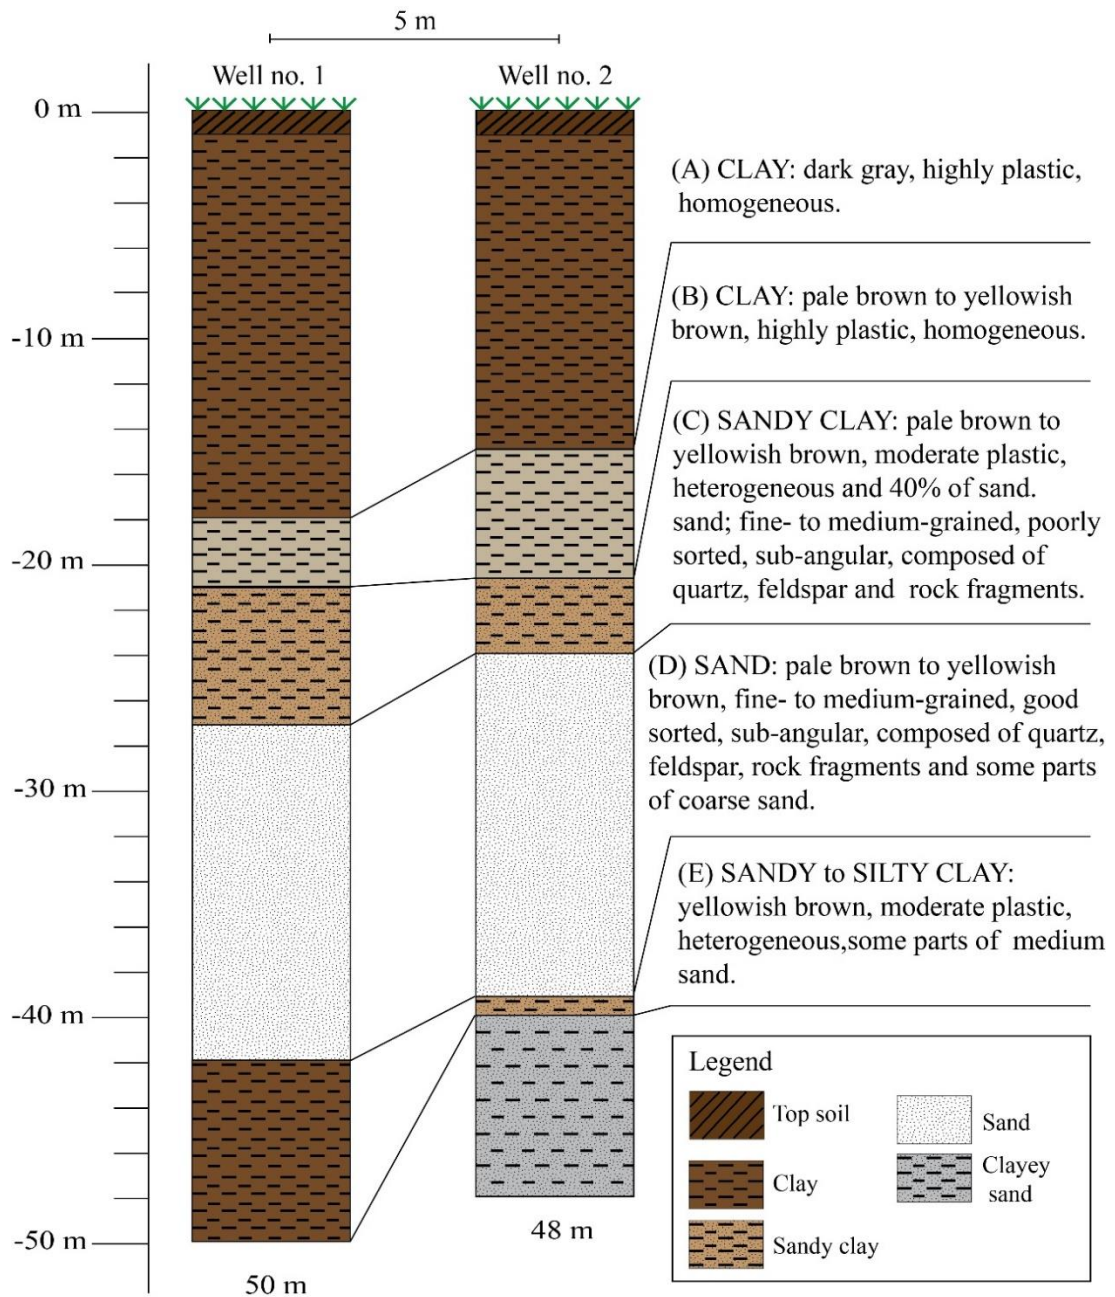 5 m
Well no. 1
Well no. 2
0 m
-10 m
-20 m
-30 m
-40 m
-50 m
50 m
48 m
(A) CLAY: dark gray, highly plastic,
homogeneous.
(B) CLAY: pale brown to yellowish
brown, highly plastic, homogeneous.
(C) SANDY CLAY: pale brown to
yellowish brown, moderate plastic,
heterogeneous and 40% of sand.
sand; fine- to medium-grained, poorly
sorted, sub-angular, composed of
quartz, feldspar and rock fragments.
(D) SAND: pale brown to yellowish
brown, fine- to medium-grained, good
sorted, sub-angular, composed of quartz,
feldspar, rock fragments and some parts
of coarse sand.
(E) SANDY to SILTY CLAY:
yellowish brown, moderate plastic,
heterogeneous,some parts of medium
sand.
Legend
Top soil
Sand
Clay
Clayey
sand
Sandy clay